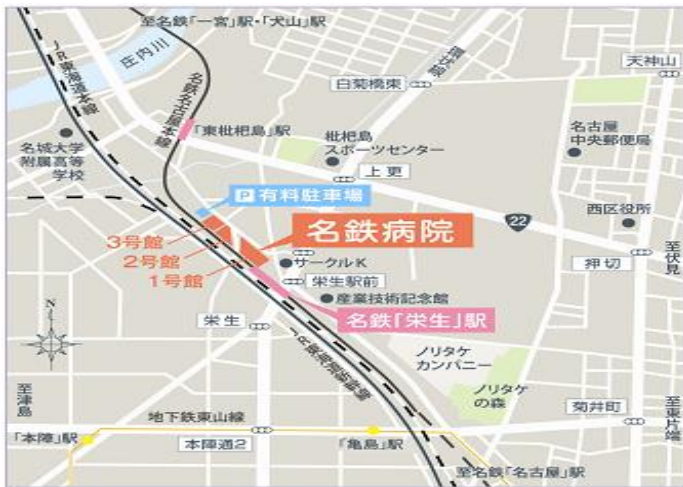 至名鉄「一宮」駅・「犬山」駅
庄内川
JR東海道本線
名鉄名古屋本線
環状線
天神山
白菊橋東
「東枇杷島」駅
枇杷島
スポーツセンター
名古屋
中央郵便局
名城大学
附属高等
学校
上更
P有料駐車場
22
西区役所
名鉄病院
3号館
2号館
1号館
サークルK
押切
至伏見
栄生駅前
産業技術記念館
名鉄「栄生」駅
栄生
N
JR東海道新幹線
ノリタケ
カンパニー
ノリタケ
の森
至津島
地下鉄東山線
菊井町
至東片端
「本陣」駅
本陣通2
「亀島」駅
至名鉄「名古屋」駅